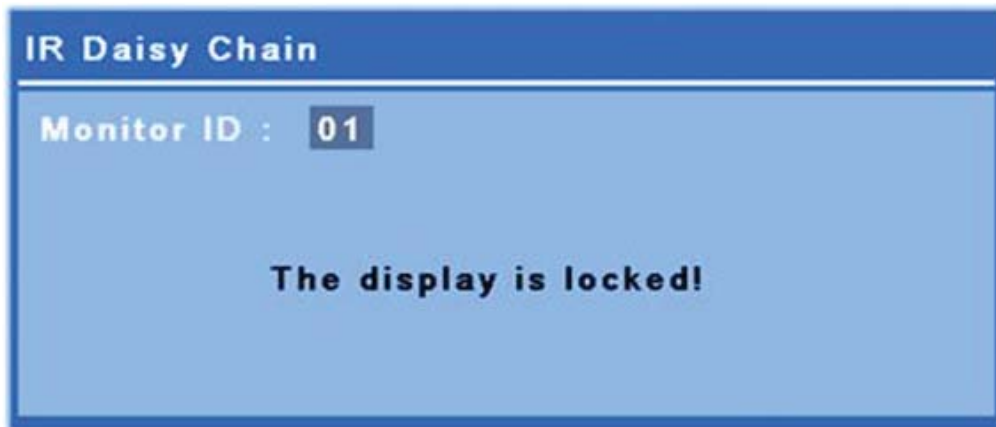 IR Daisy Chain
Monitor ID : 01
The display is locked!